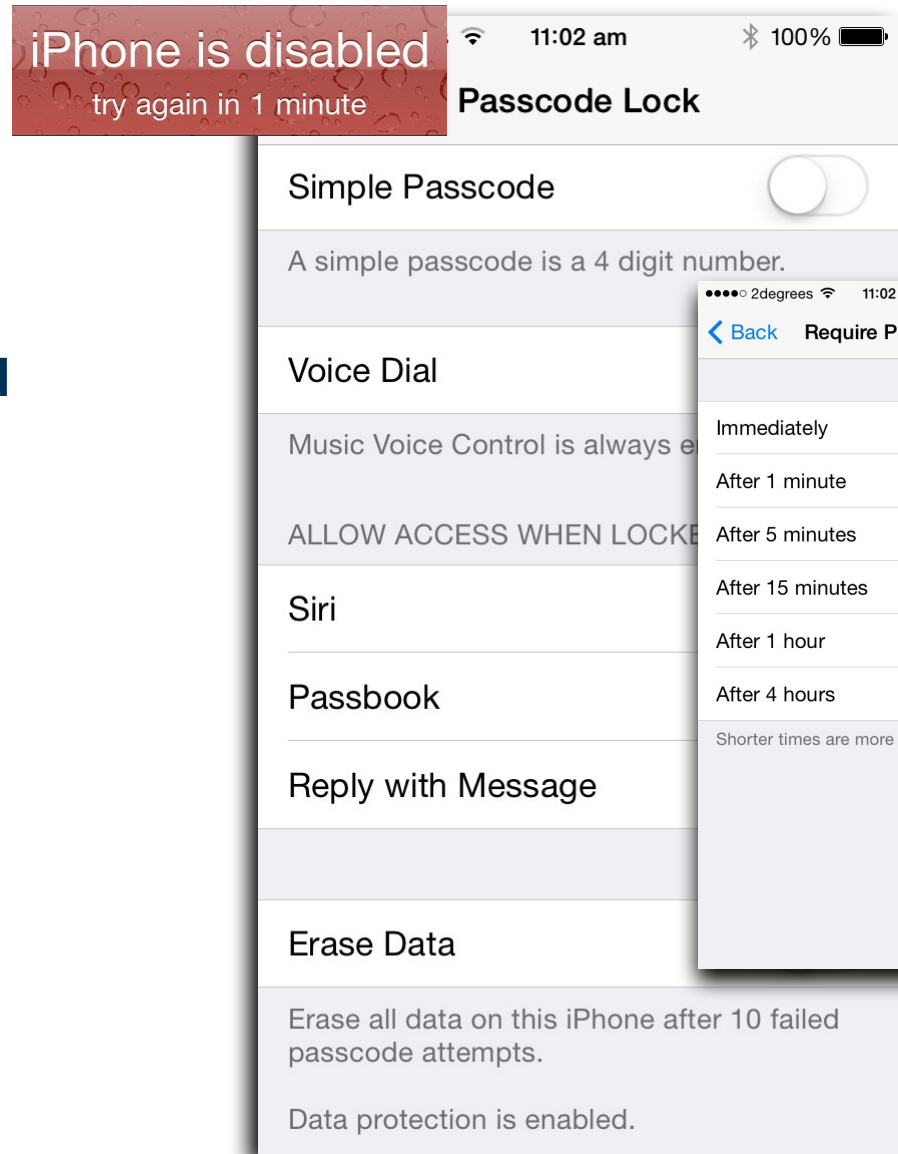 iPhone is disabled
try again in 1 minute
11:02 am
100%
Passcode Lock
Simple Passcode
A simple passcode is a 4 digit number.
Voice Dial
Music Voice Control is always
ALLOW ACCESS WHEN
Siri
Passbook
Reply with Message
Erase Data
Erase all data on this iPhone after 10 failed
passcode attempts.
Data protection is enabled.
2degrees 11:02
Back Require
Immediately
After 1 minute
After 5 minutes
After 15 minutes
After 1 hour
After 4 hours
Shorter times are more